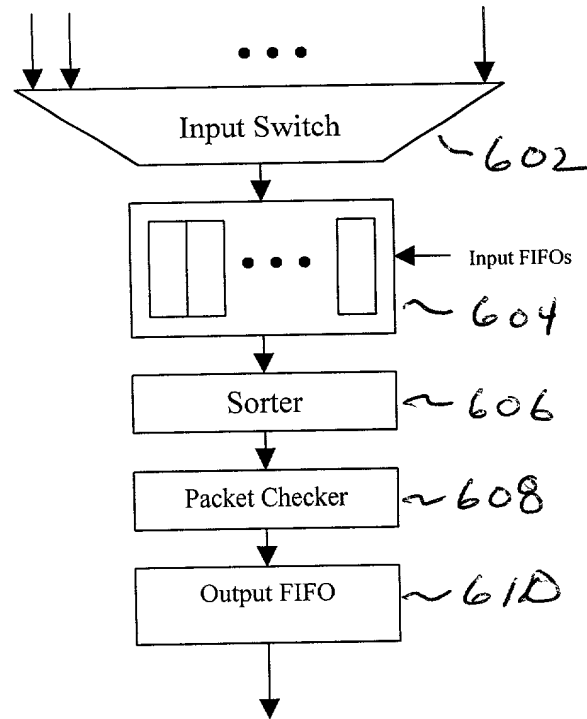 Input Switch
602
Input FIFOs
604
Sorter
606
Packet Checker
608
Output FIFO
610